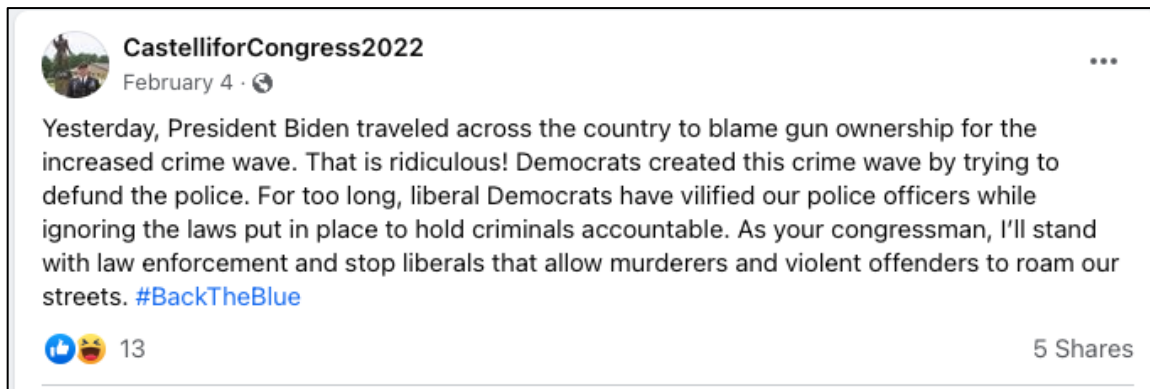 CastelliforCongress2022
February 4 ·
Yesterday, President Biden traveled across the country to blame gun ownership for the
increased crime wave. That is ridiculous! Democrats created this crime wave by trying to
defund the police. For too long, liberal Democrats have vilified our police officers while
ignoring the laws put in place to hold criminals accountable. As your congressman, I’ll stand
with law enforcement and stop liberals that allow murderers and violent offenders to roam our
streets. #BackTheBlue
13 5 Shares